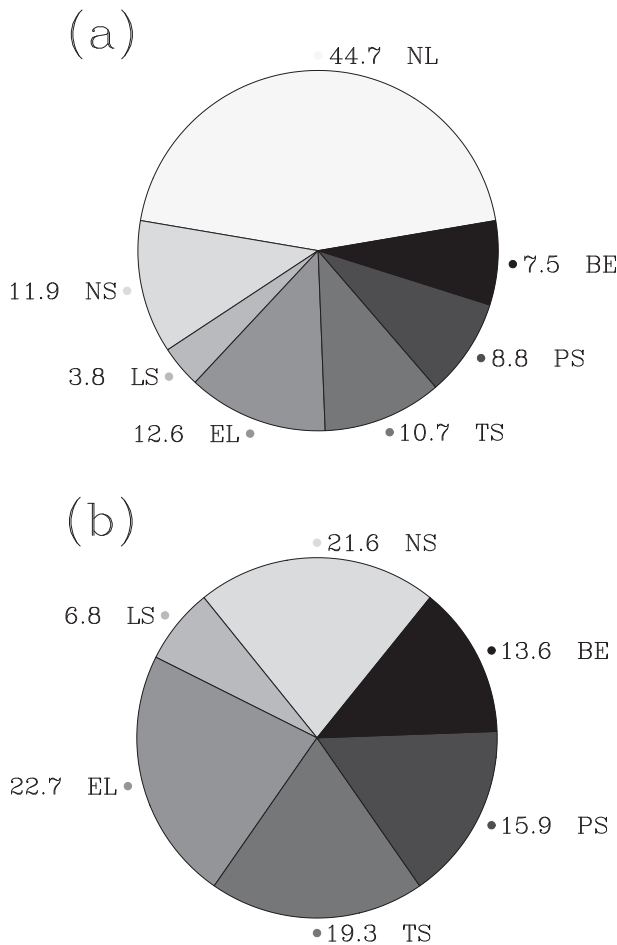 (a)
44.7 NL
7.5 BE
11.9 NS
8.8 PS
3.8 LS
12.6 EL
10.7 TS
(b)
21.6 NS
6.8 LS
13.6 BE
22.7 EL
15.9 PS
19.3 TS